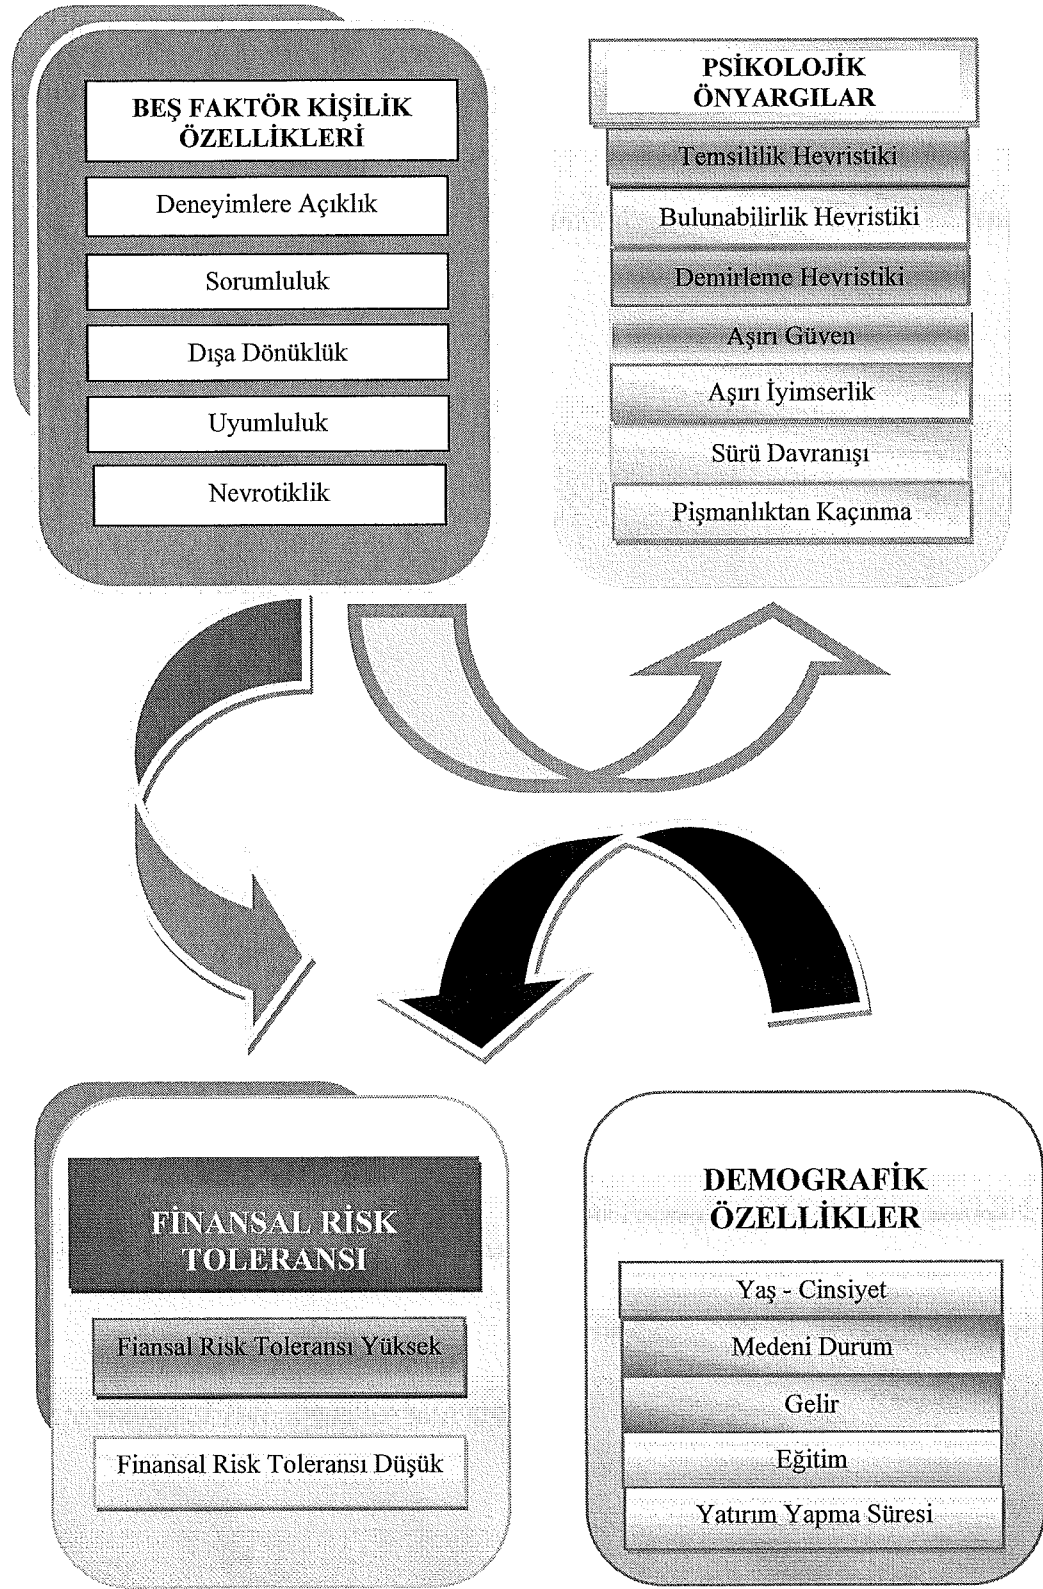 BEŞ FAKTÖR KİŞİLİK
ÖZELLİKLERİ
Deneyimlere Açıklık
Sorumluluk
Dışa Dönüklük
Uyumluluk
Nevrotiklik
PSİKOLOJİK
ÖNYARGILAR
Temsililik Hevristiki
Bulunabilirlik Hevristiki
Demirleme Hevristiki
Aşırı Güven
Aşırı İyimserlik
Sürü Davranışı
Pişmanlıktan Kaçınma
FİNANSAL RİSK
TOLERANSI
Fiansal Risk Toleransı Yüksek
Finansal Risk Toleransı Düşük
DEMOGRAFİK
ÖZELLİKLER
Yaş - Cinsiyet
Medeni Durum
Gelir
Eğitim
Yatırım Yapma Süresi